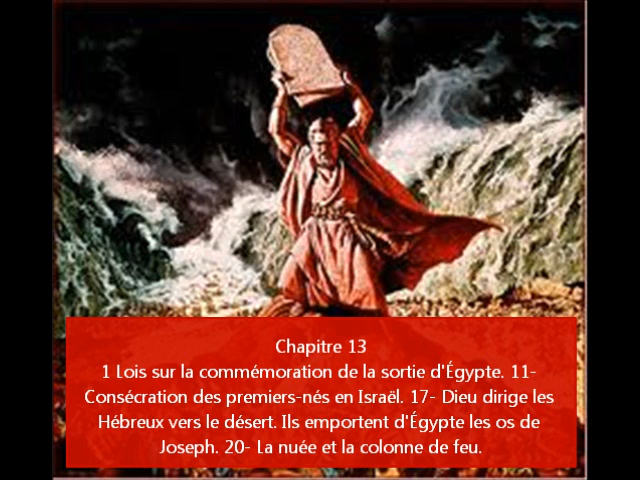 Chapitre 13
1 Lois sur la commémoration de la sortie d'Égypte. 11-
Consécration des premiers-nés en Israël. 17- Dieu dirige les
Hébreux vers le désert. Ils emportent d'Égypte les os de
Joseph. 20- La nuée et la colonne de feu.